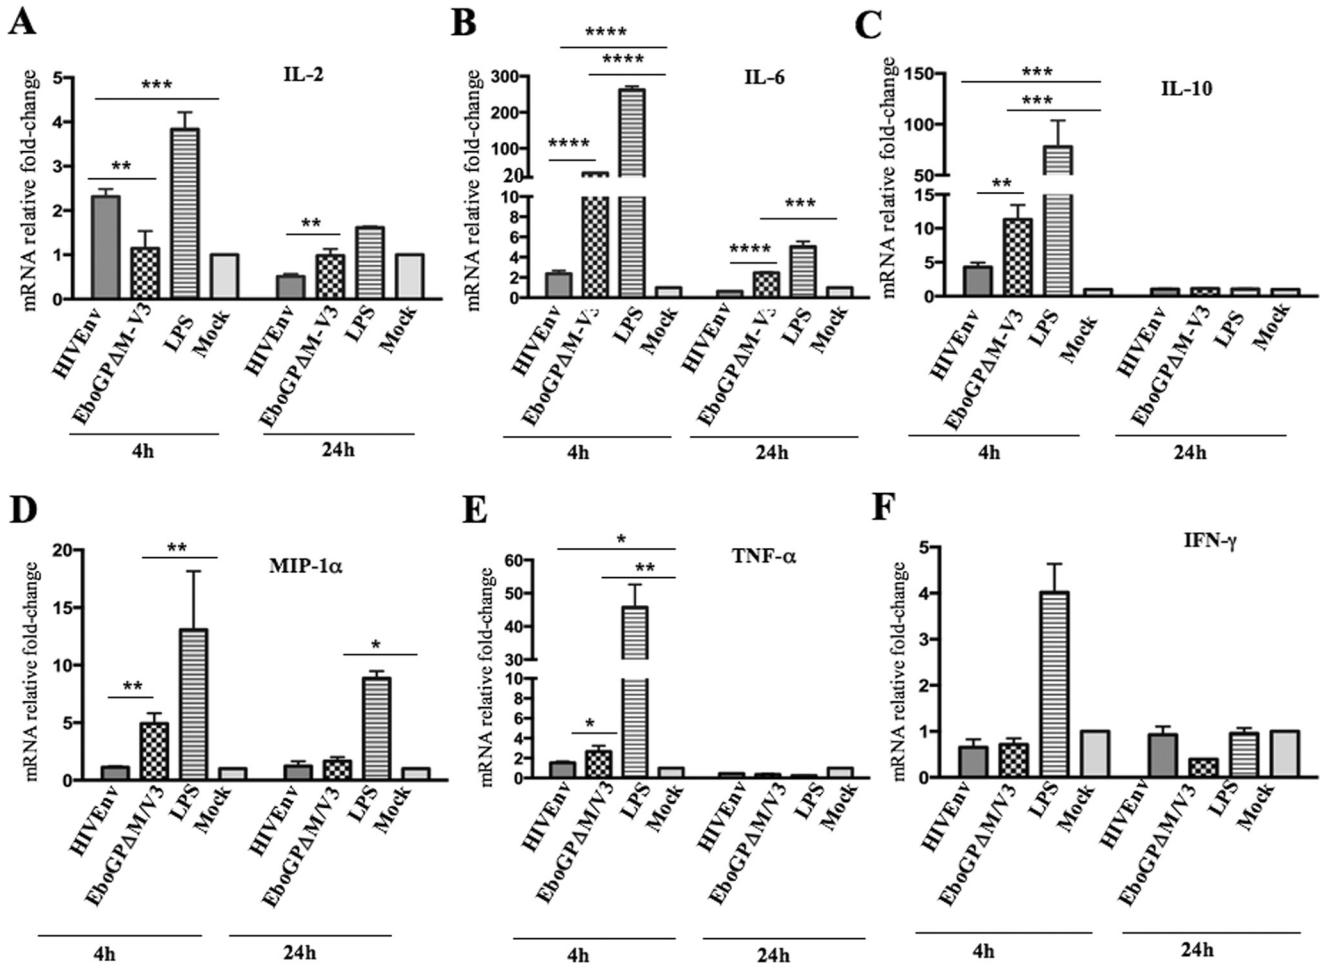 A
IL-2
mRNA relative fold-change
5
4
3
2
1
0
***
**
**
HIVEnv
EboGPΔM-V3
LPS
Mock
HIVEnv
EboGPΔM-V3
LPS
Mock
4h
24h
B
IL-6
mRNA relative fold-change
300
200
100
20
10
8
6
4
2
0
****
****
****
***
****
HIVEnv
EboGPΔM-V
LPS
Mock
HIVEnv
EboGPΔM-V
LPS
Mock
4h
24h
C
IL-10
mRNA relative fold-change
150
100
50
15
10
5
0
***
***
**
HIVEnv
EboGPΔM-V3
LPS
Mock
HIVEnv
EboGPΔM-V3
LPS
Mock
4h
24h
D
MIP-1α
mRNA relative fold-change
20
15
10
5
0
**
**
*
HIVEnv
EboGPΔM/V3
LPS
Mock
HIVEnv
EboGPΔM/V3
LPS
Mock
4h
24h
E
TNF-α
mRNA relative fold-change
60
50
40
30
10
8
6
4
2
0
*
**
*
HIVEnv
EboGPΔM/V3
LPS
Mock
HIVEnv
EboGPΔM/V3
LPS
Mock
4h
24h
F
IFN-γ
mRNA relative fold-change
5
4
3
2
1
0
HIVEnv
EboGPΔM/V3
LPS
Mock
HIVEnv
EboGPΔM/V3
LPS
Mock
4h
24h